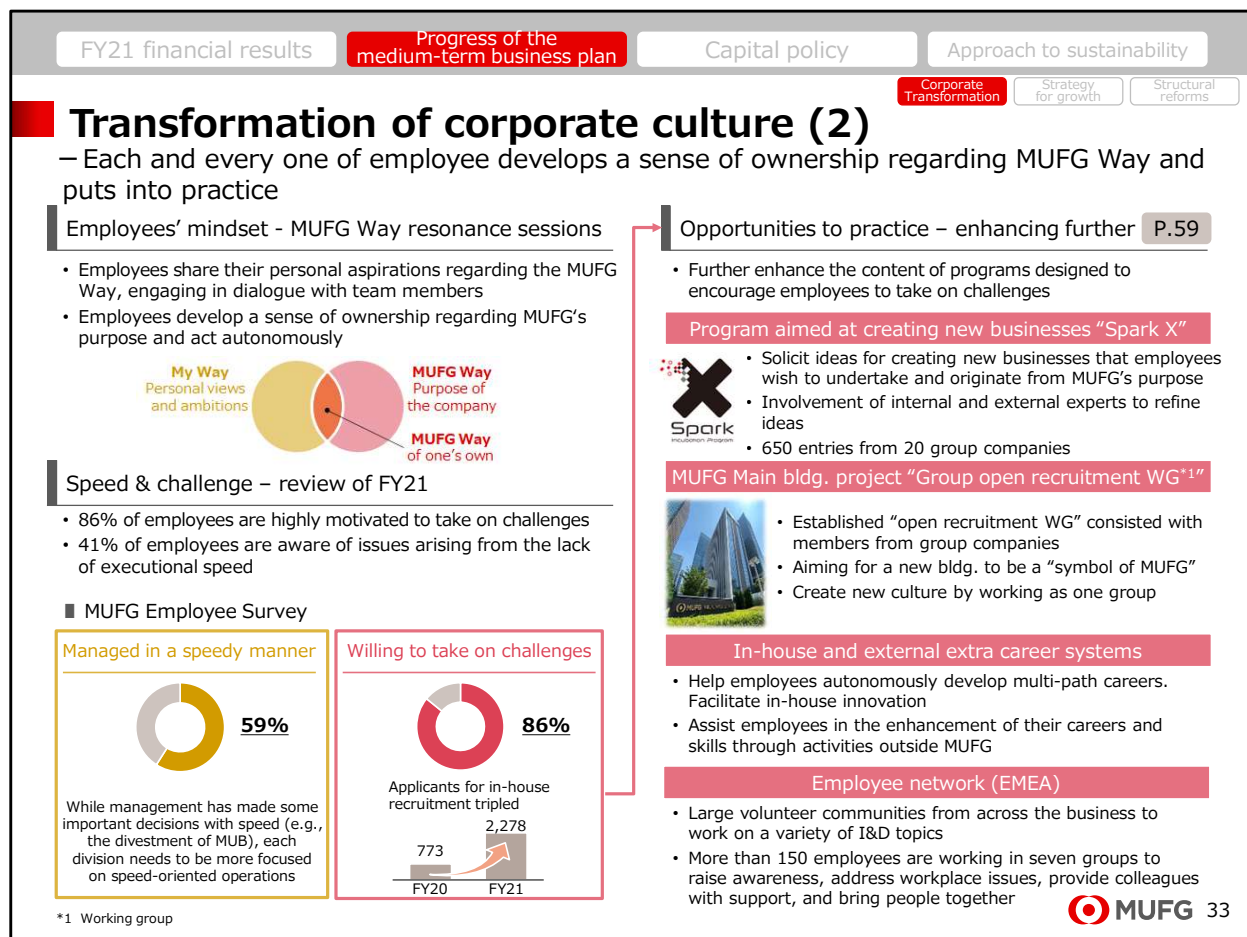 FY21 financial results
Progress of the
medium-term business plan
Capital policy
Approach to sustainability
Corporate
Transformation
Strategy
for growth
Structural
reforms
Transformation of corporate culture (2)
－Each and every one of employee develops a sense of ownership regarding MUFG Way and
puts into practice
Employees’ mindset - MUFG Way resonance sessions
• Employees share their personal aspirations regarding the MUFG
Way, engaging in dialogue with team members
• Employees develop a sense of ownership regarding MUFG‘s
purpose and act autonomously
My Way
Personal views
and ambitions
MUFG Way
Purpose of
the company
MUFG Way
of one’s own
Speed & challenge – review of FY21
• 86% of employees are highly motivated to take on challenges
• 41% of employees are aware of issues arising from the lack
of executional speed
■ MUFG Employee Survey
Managed in a speedy manner
59%
While management has made some
important decisions with speed (e.g.,
the divestment of MUB), each
division needs to be more focused
on speed-oriented operations
Willing to take on challenges
86%
Applicants for in-house
recruitment tripled
773
2,278
FY20
FY21
Opportunities to practice – enhancing further
P.59
• Further enhance the content of programs designed to
encourage employees to take on challenges
Program aimed at creating new businesses “Spark X”
Spark
Incubation Program
• Solicit ideas for creating new businesses that employees
wish to undertake and originate from MUFG’s purpose
• Involvement of internal and external experts to refine
ideas
• 650 entries from 20 group companies
MUFG Main bldg. project “Group open recruitment WG*1”
MUFG
• Established “open recruitment WG” consisted with
members from group companies
• Aiming for a new bldg. to be a “symbol of MUFG”
• Create new culture by working as one group
In-house and external extra career systems
• Help employees autonomously develop multi-path careers.
Facilitate in-house innovation
• Assist employees in the enhancement of their careers and
skills through activities outside MUFG
Employee network (EMEA)
• Large volunteer communities from across the business to
work on a variety of I&D topics
• More than 150 employees are working in seven groups to
raise awareness, address workplace issues, provide colleagues
with support, and bring people together
*1 Working group
MUFG
33